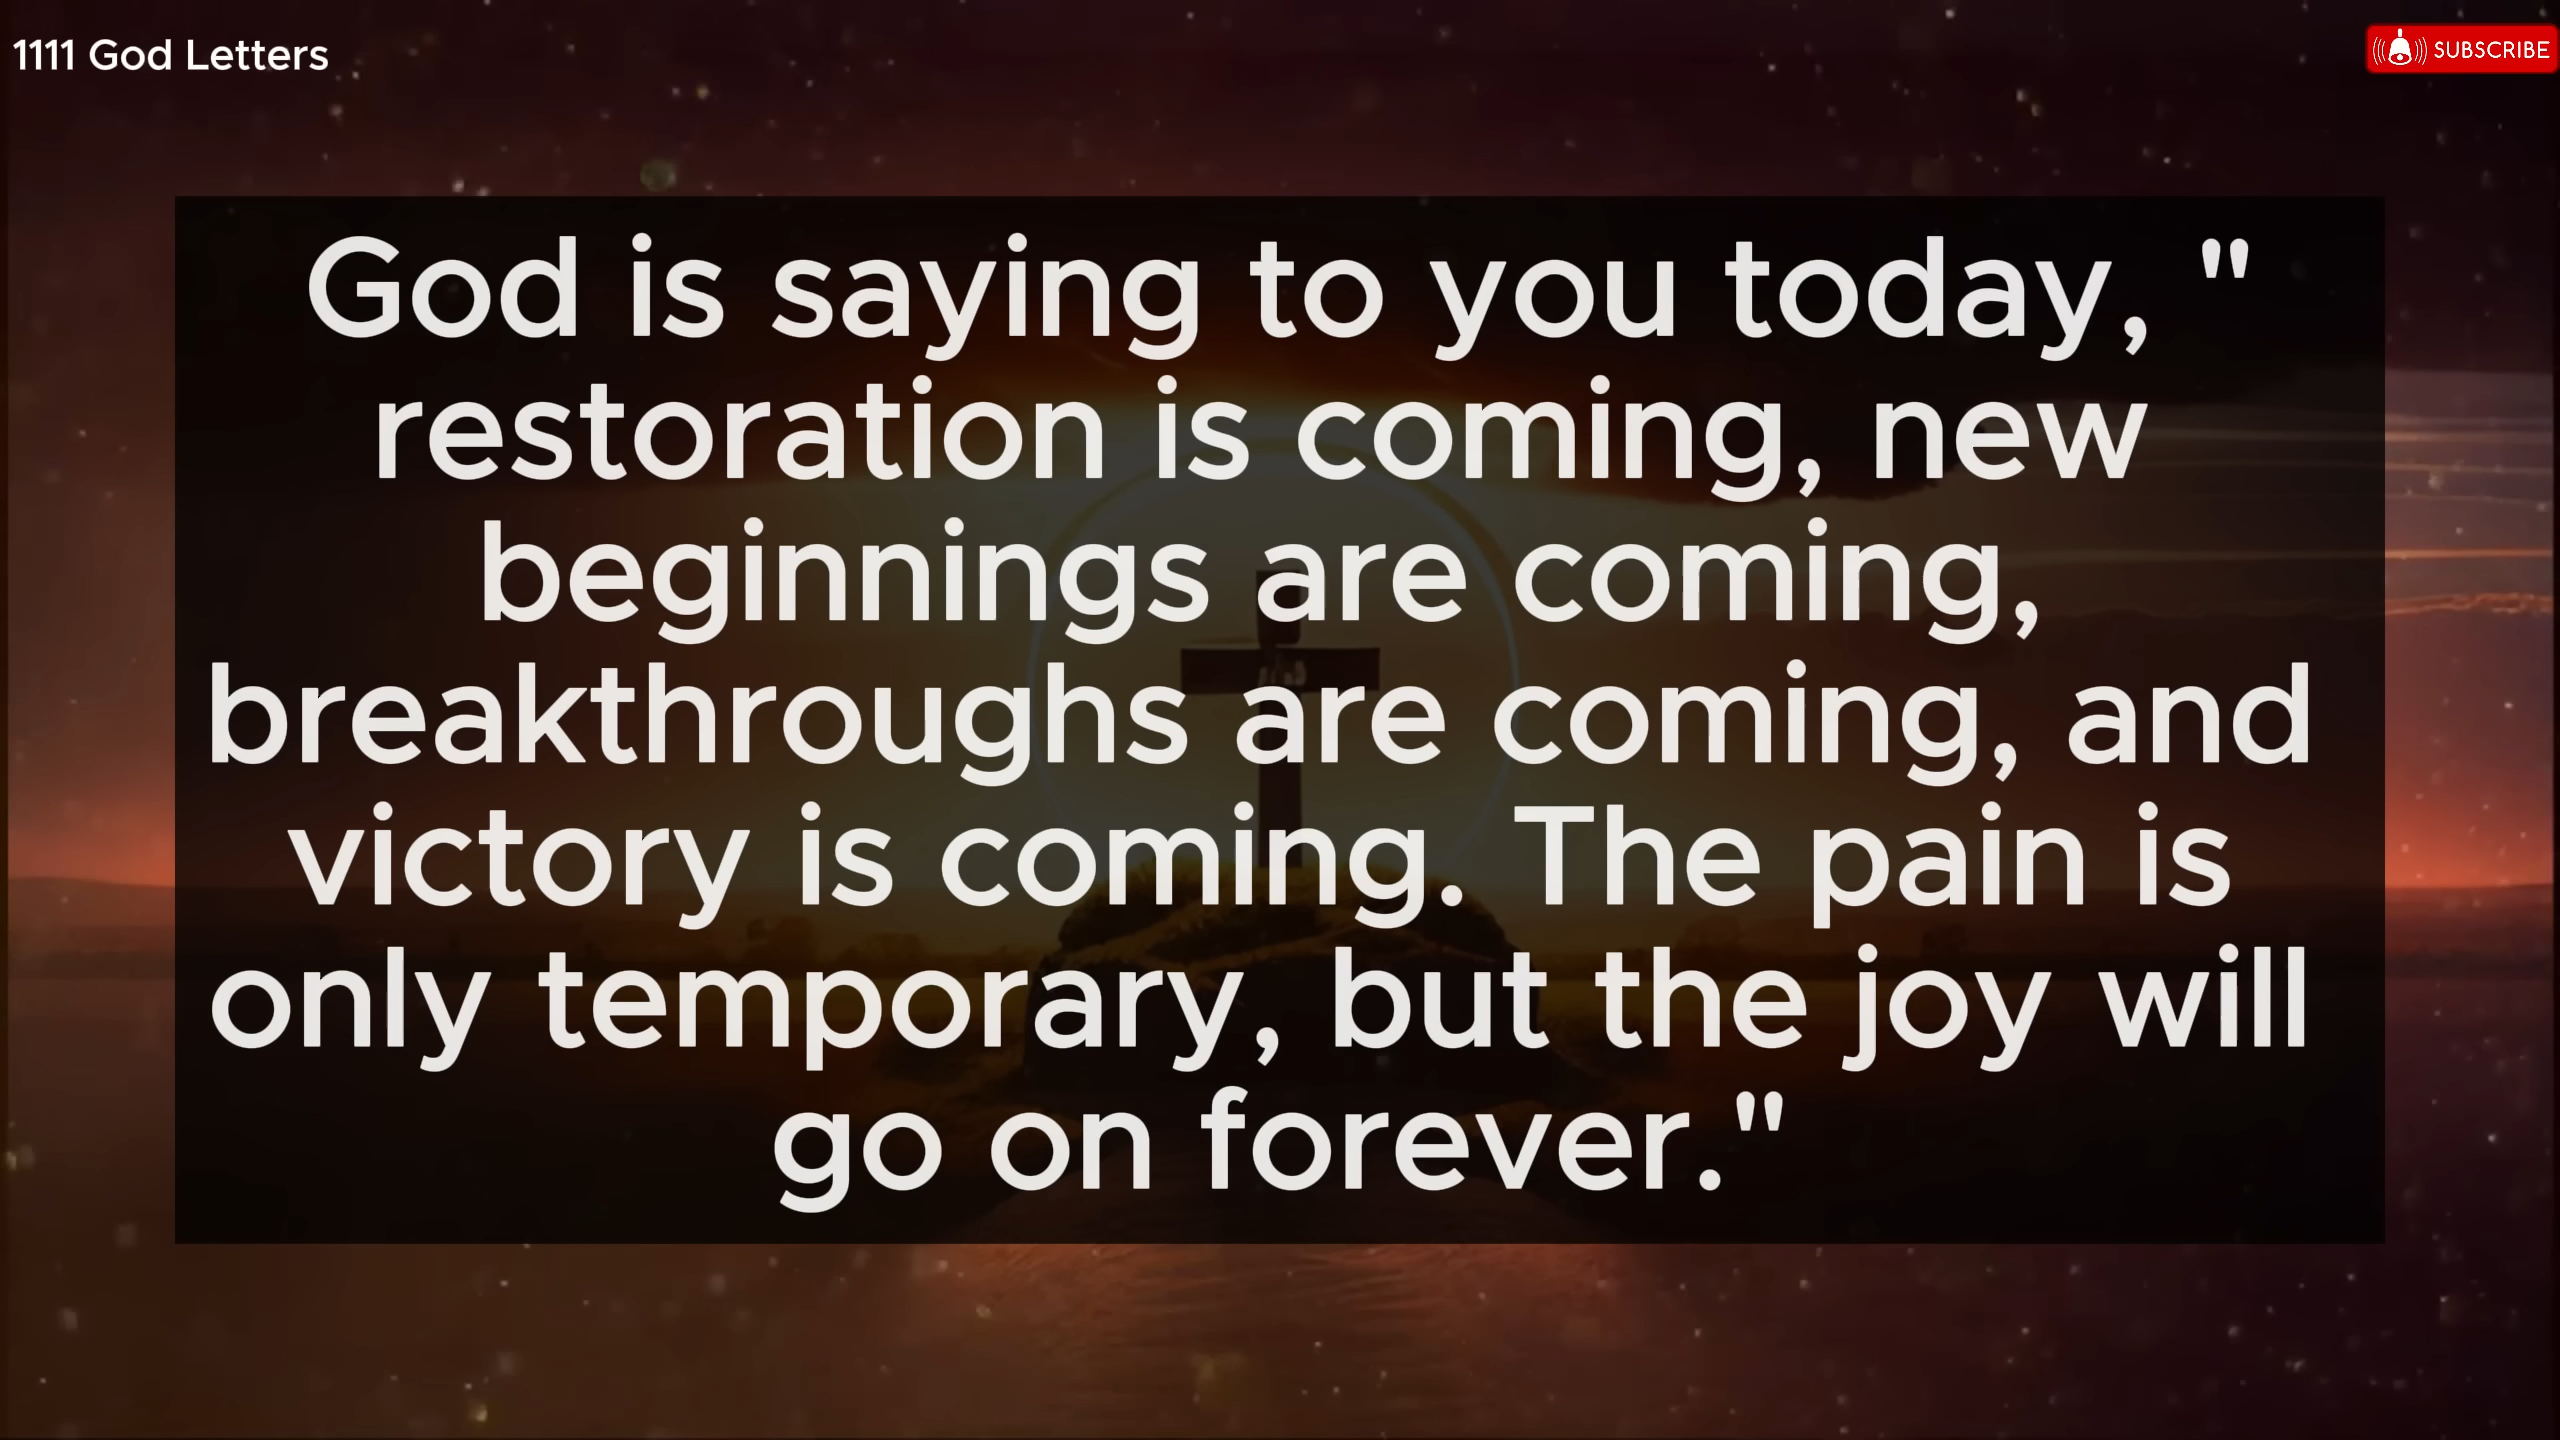 1111 God Letters
SUBSCRIBE
God is saying to you today, "
restoration is coming, new
beginnings are coming,
breakthroughs are coming, and
victory is coming. The pain is
only temporary, but the joy will
go on forever."